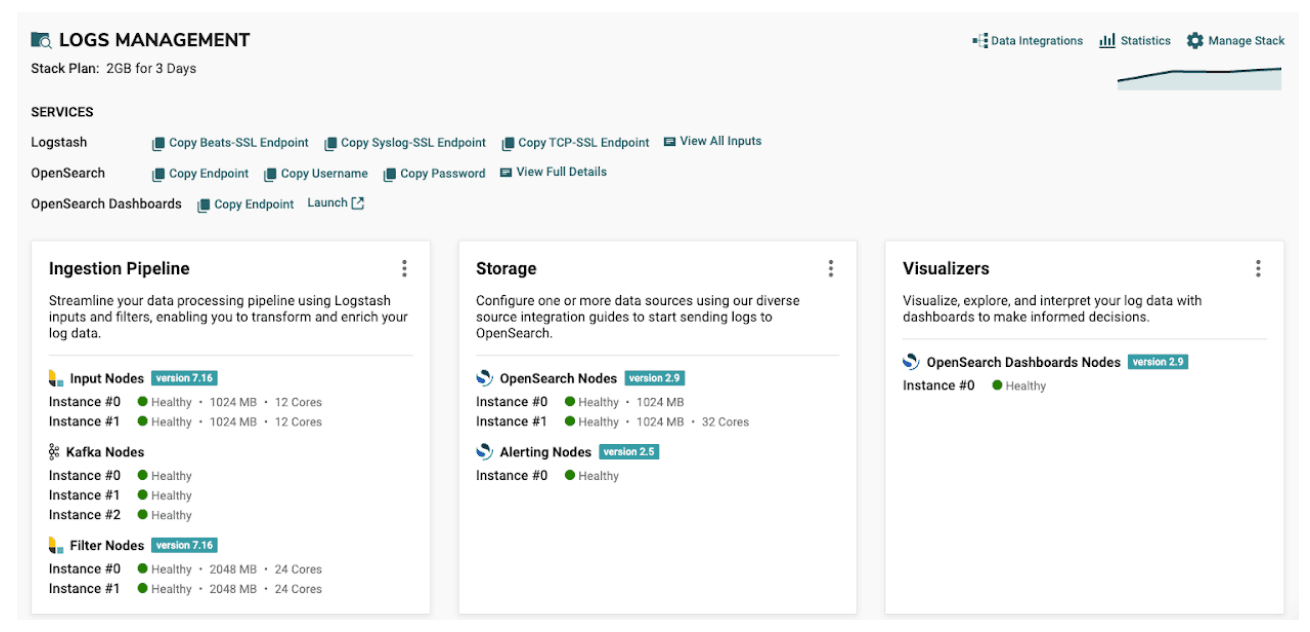 LOGS MANAGEMENT
Data Integrations Statistics Manage Stack
Stack Plan: 2GB for 3 Days
SERVICES
Logstash Copy Beats-SSL Endpoint Copy Syslog-SSL Endpoint Copy TCP-SSL Endpoint View All Inputs
OpenSearch Copy Endpoint Copy Username Copy Password View Full Details
OpenSearch Dashboards Copy Endpoint Launch
Ingestion Pipeline
Streamline your data processing pipeline using Logstash
inputs and filters, enabling you to transform and enrich your
log data.
Input Nodes version 7.16
Instance #0 Healthy • 1024 MB • 12 Cores
Instance #1 Healthy • 1024 MB • 12 Cores
Kafka Nodes
Instance #0 Healthy
Instance #1 Healthy
Instance #2 Healthy
Filter Nodes version 7.16
Instance #0 Healthy • 2048 MB • 24 Cores
Instance #1 Healthy • 2048 MB • 24 Cores
Storage
Configure one or more data sources using our diverse
source integration guides to start sending logs to
OpenSearch.
OpenSearch Nodes version 2.9
Instance #0 Healthy • 1024 MB
Instance #1 Healthy • 1024 MB • 32 Cores
Alerting Nodes version 2.5
Instance #0 Healthy
Visualizers
Visualize, explore, and interpret your log data with
dashboards to make informed decisions.
OpenSearch Dashboards Nodes version 2.9
Instance #0 Healthy